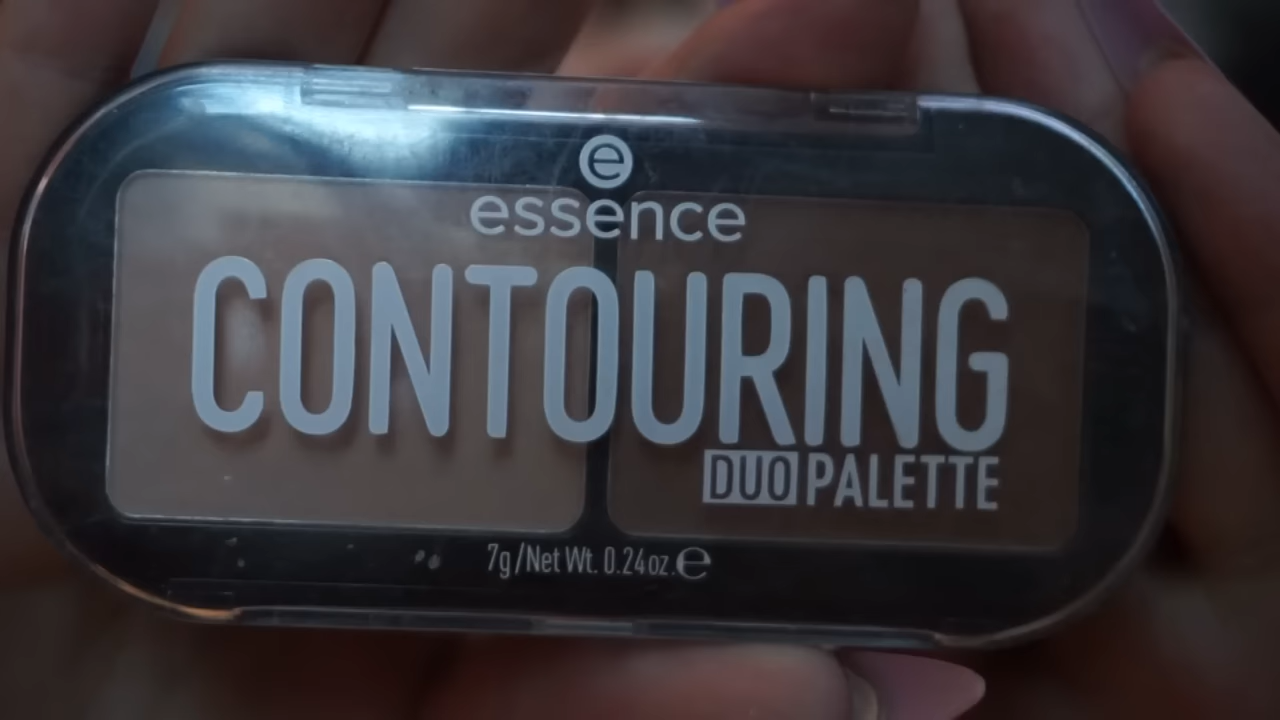 e
essence
CONTOURING
DUO PALETTE
7g/Net Wt. 0.24oz. ℮